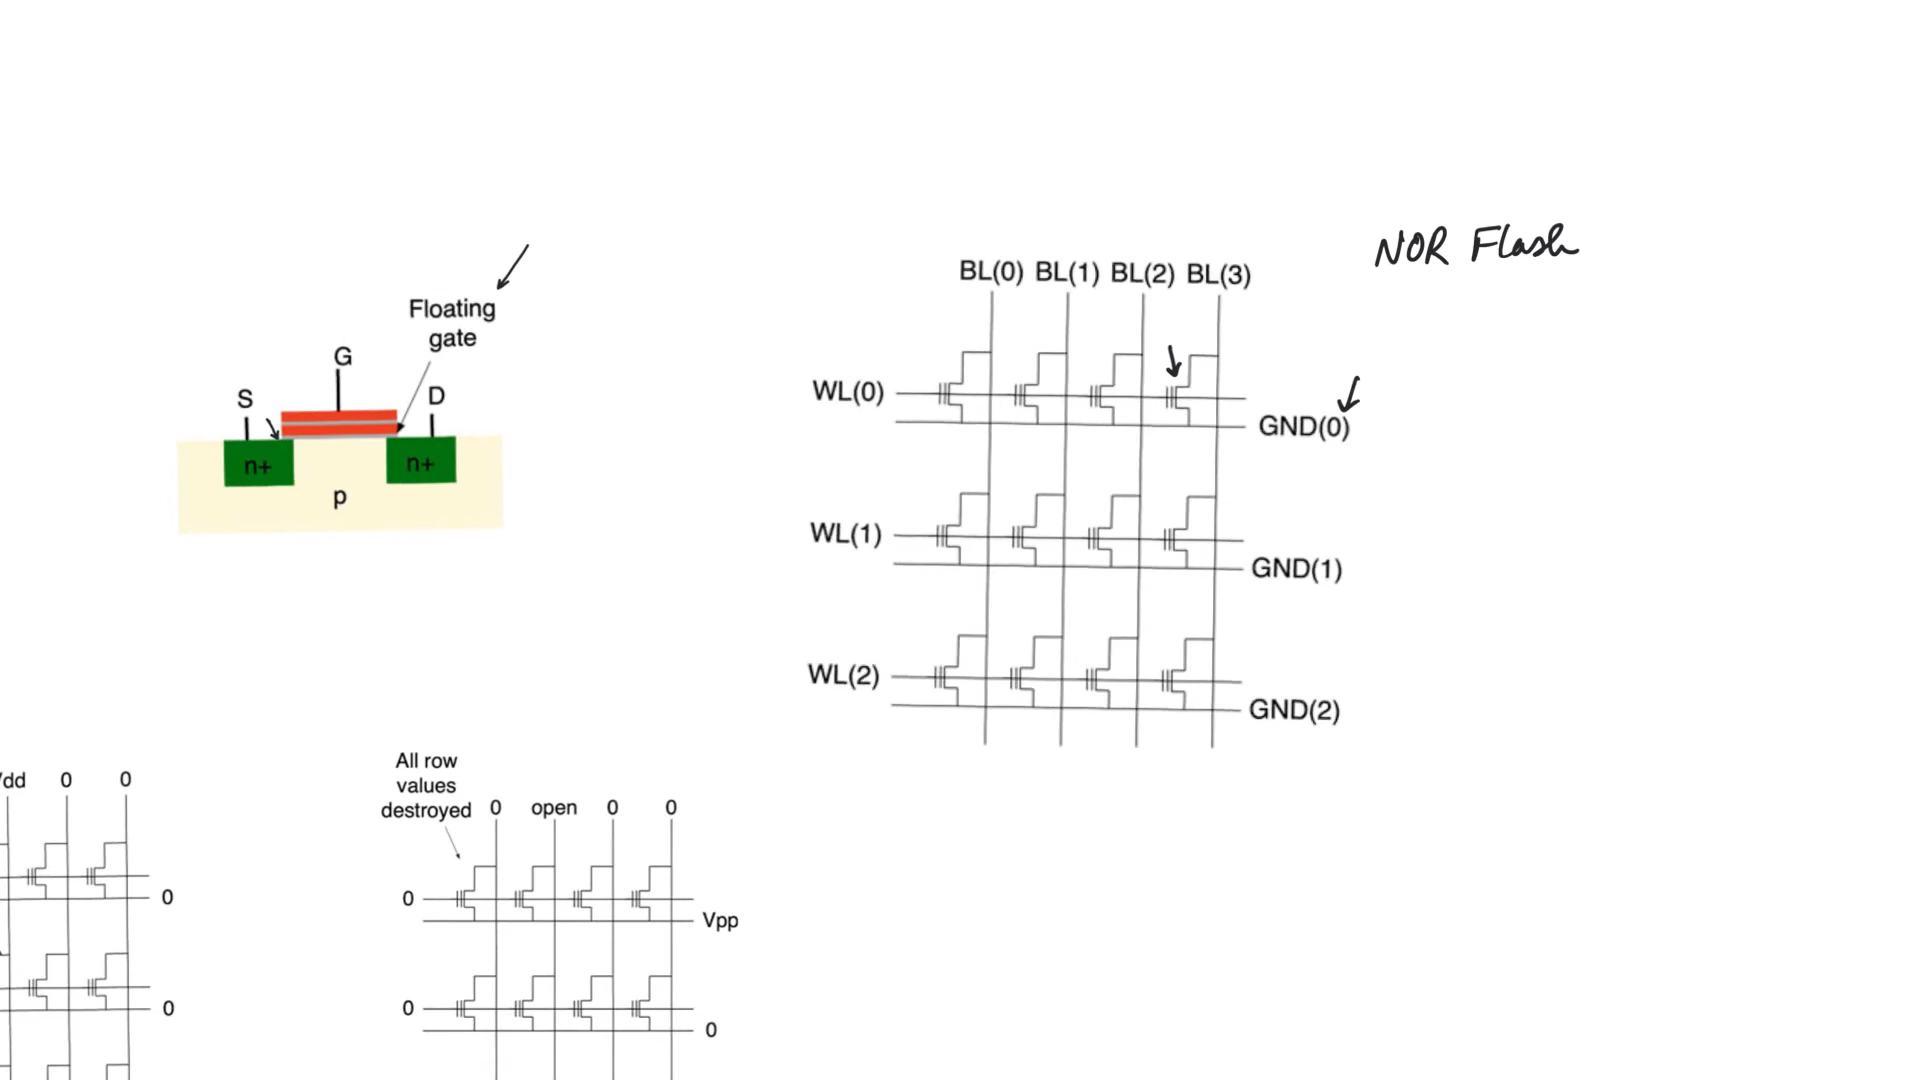 NOR Flash
BL(0) BL(1) BL(2) BL(3)
Floating
gate
G
S
D
n+
n+
p
WL(0)
GND(0)
WL(1)
GND(1)
WL(2)
GND(2)
All row
values
destroyed
0 open 0 0
0
Vpp
0
0
Vdd 0 0
0
0